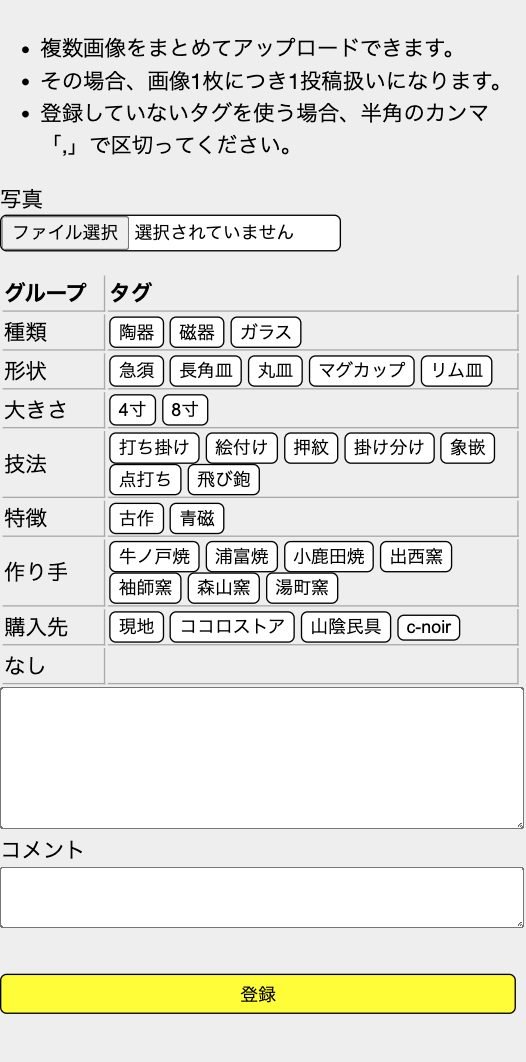 複数画像をまとめてアップロードできます。
その場合、画像1枚につき1投稿扱いになります。
登録していないタグを使う場合、半角のカンマ
「,」で区切ってください。
写真
ファイル選択 選択されていません
グループ タグ
種類 陶器 磁器 ガラス
形状 急須 長角皿 丸皿 マグカップ リム皿
大きさ 4寸 8寸
技法 打ち掛け 絵付け 押紋 掛け分け 象嵌
点打ち 飛び鉋
特徴 古作 青磁
作り手 牛ノ戸焼 浦富焼 小鹿田焼 出西窯
袖師窯 森山窯 湯町窯
購入先 現地 ココロストア 山陰民具 c-noir
なし
コメント
登録